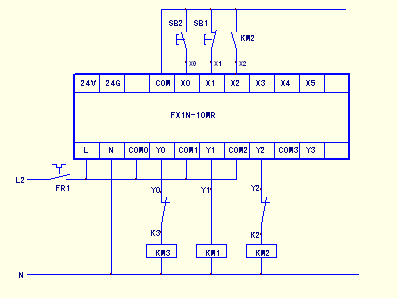 SB2 SB1
KM2
X0 X1 X2
24V 24G COM X0 X1 X2 X3 X4 X5
FX1N-10MR
L N COM0 Y0 COM1 Y1 COM2 Y2 COM3 Y3
L2
FR1
Y0 Y1 Y2
K3 K2
KM3 KM1 KM2
N